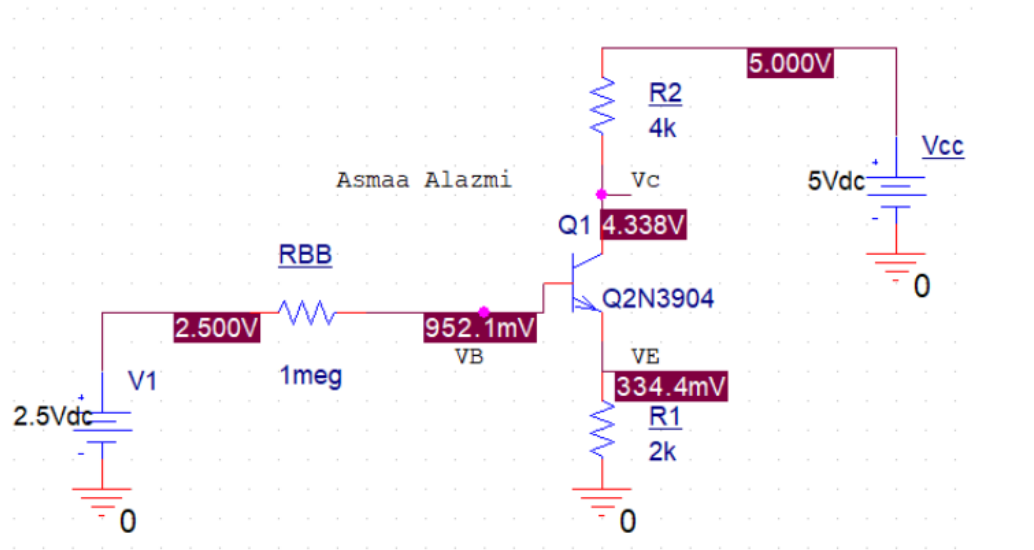 5.000V
R2
4k
Vcc
5Vdc
+
-
0
Asmaa Alazmi
Vc
Q1
4.338V
RBB
Q2N3904
2.500V
952.1mV
VB
VE
1meg
334.4mV
V1
+
2.5Vdc
-
R1
2k
0
0